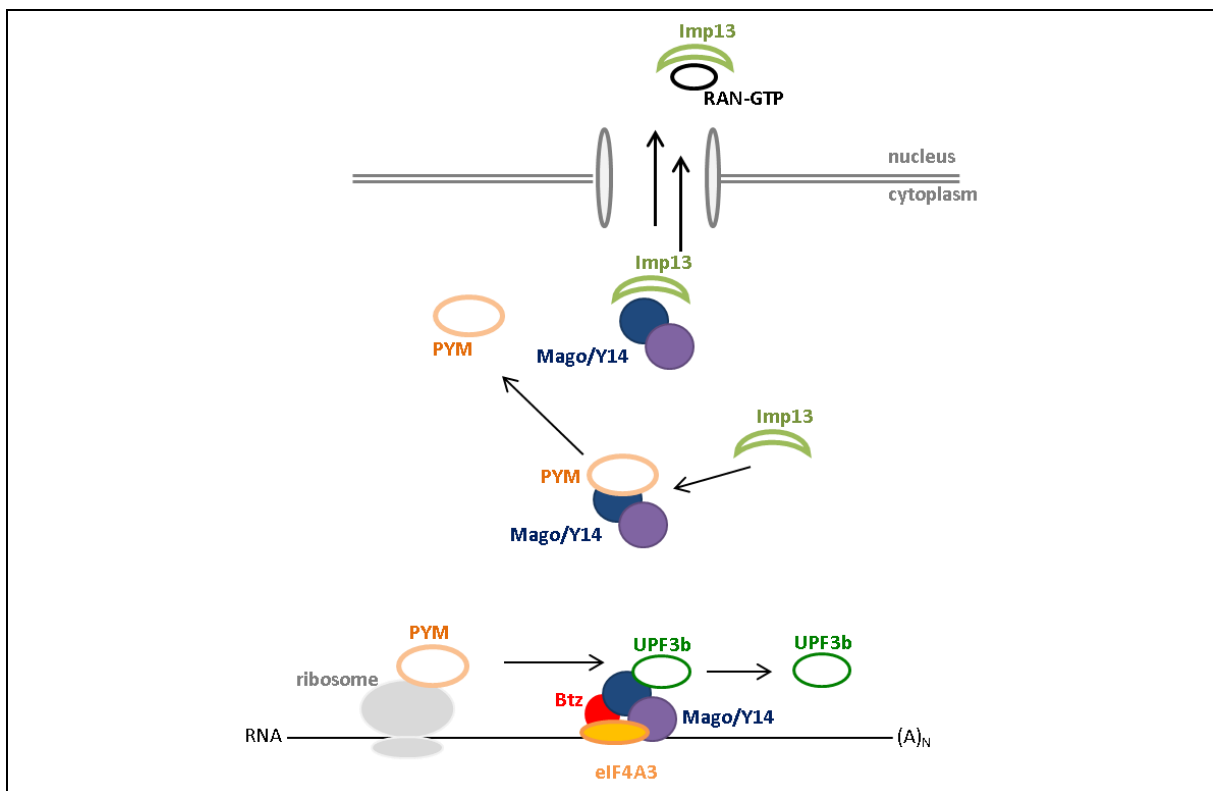 Imp13
RAN-GTP
nucleus
cytoplasm
Imp13
PYM
Mago/Y14
Imp13
PYM
Mago/Y14
PYM
UPF3b
UPF3b
ribosome
Btz
Mago/Y14
RNA
(A)N
eIF4A3